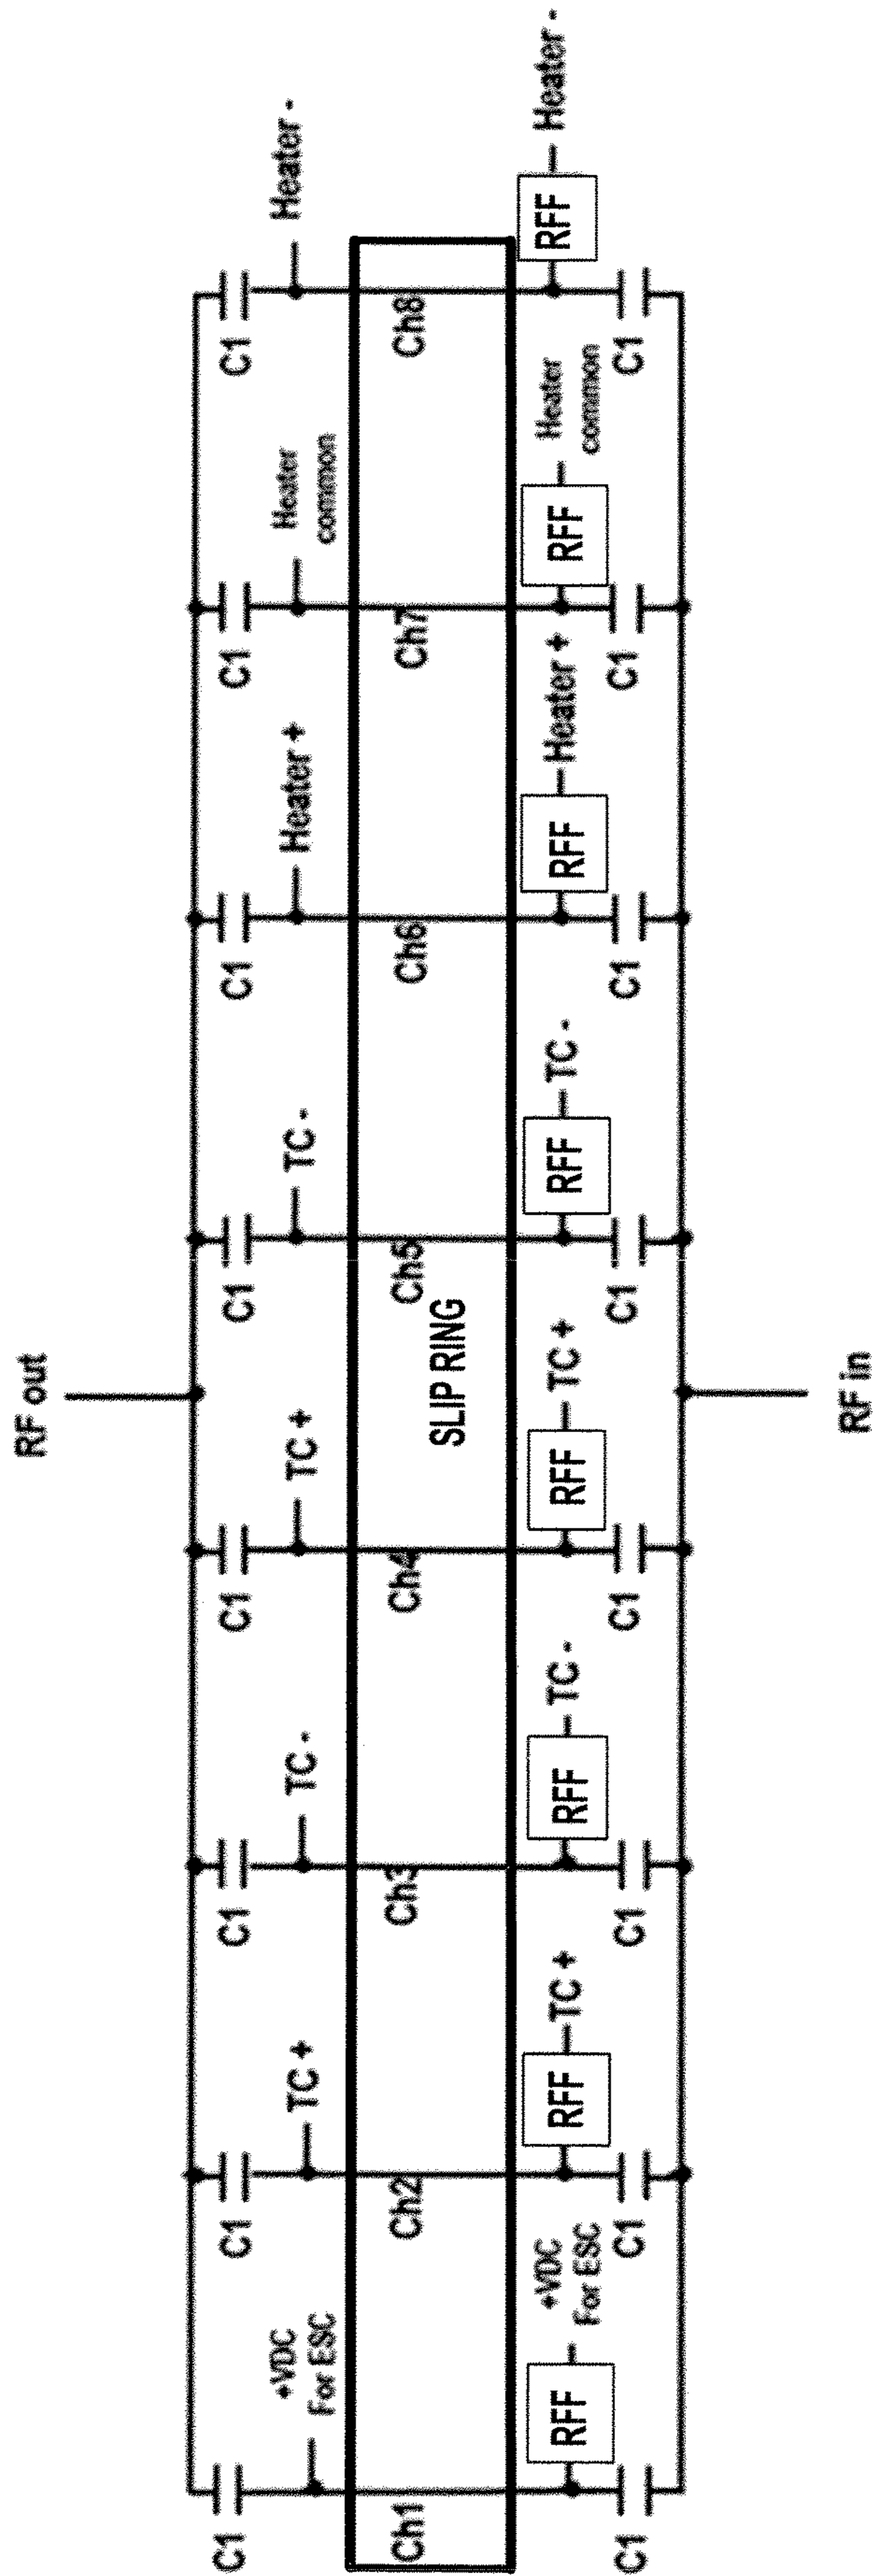 RF out
C1
C1
C1
C1
C1
C1
C1
C1
+VDC
For ESC
TC +
TC -
TC +
TC -
Heater +
Heater
common
Heater -
Ch1
Ch2
Ch3
Ch4
Ch5
Ch6
Ch7
Ch8
SLIP RING
RFF
+VDC
For ESC
RFF
TC +
RFF
TC -
RFF
TC +
RFF
TC -
RFF
Heater +
RFF
Heater
common
RFF
Heater -
C1
C1
C1
C1
C1
C1
C1
C1
RF in